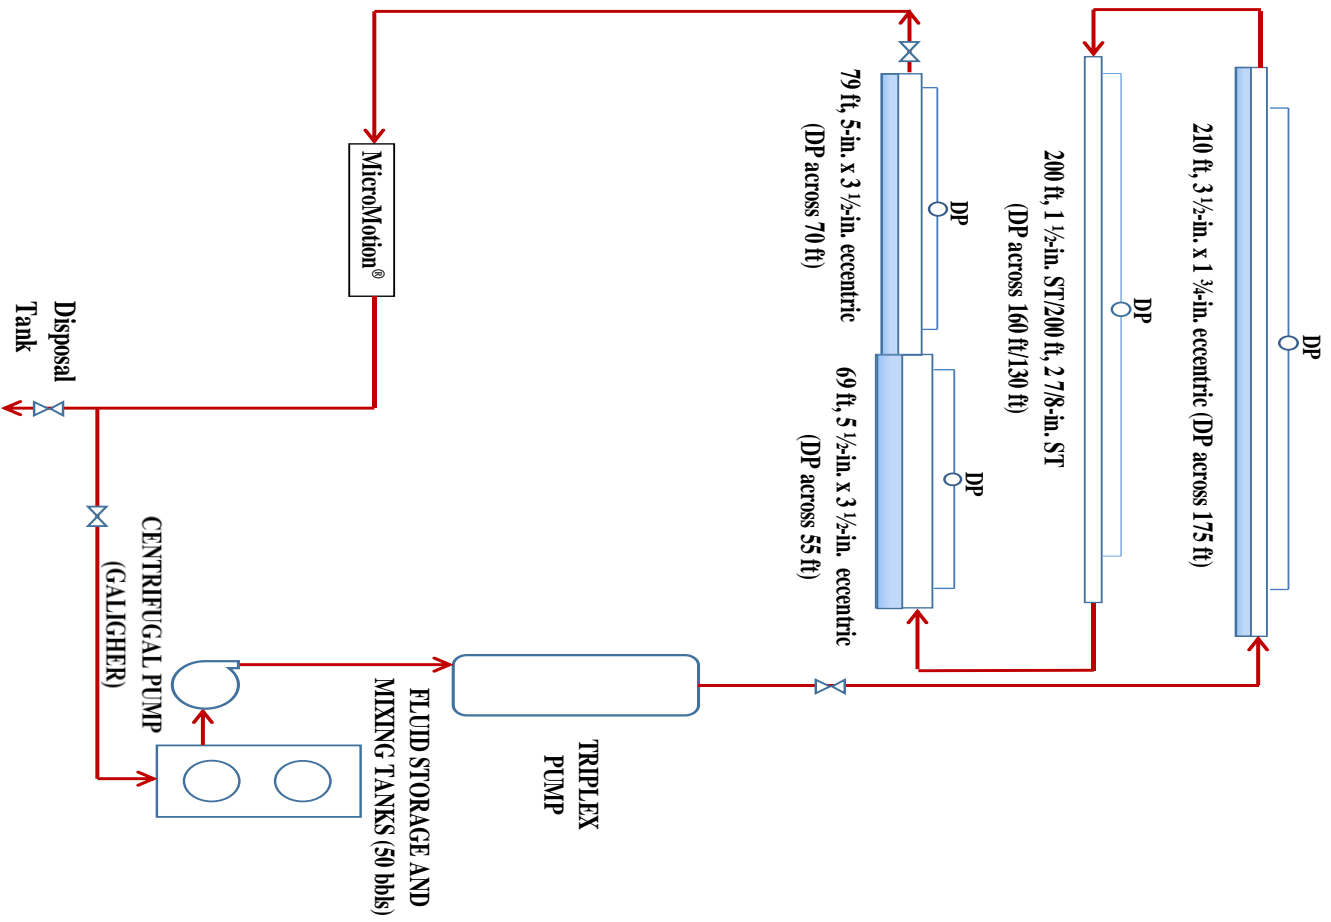 DP
210 ft, 3 ½-in. x 1 ¾-in. eccentric (DP across 175 ft)
DP
200 ft, 1 ½-in. ST/200 ft, 2 7/8-in. ST
(DP across 160 ft/130 ft)
DP
79 ft, 5-in. x 3 ½-in. eccentric
(DP across 70 ft)
DP
69 ft, 5 ½-in. x 3 ½-in. eccentric
(DP across 55 ft)
TRIPLEX
PUMP
FLUID STORAGE AND
MIXING TANKS (50 bbls)
MicroMotion®
CENTRIFUGAL PUMP
(GALIGHER)
Disposal
Tank